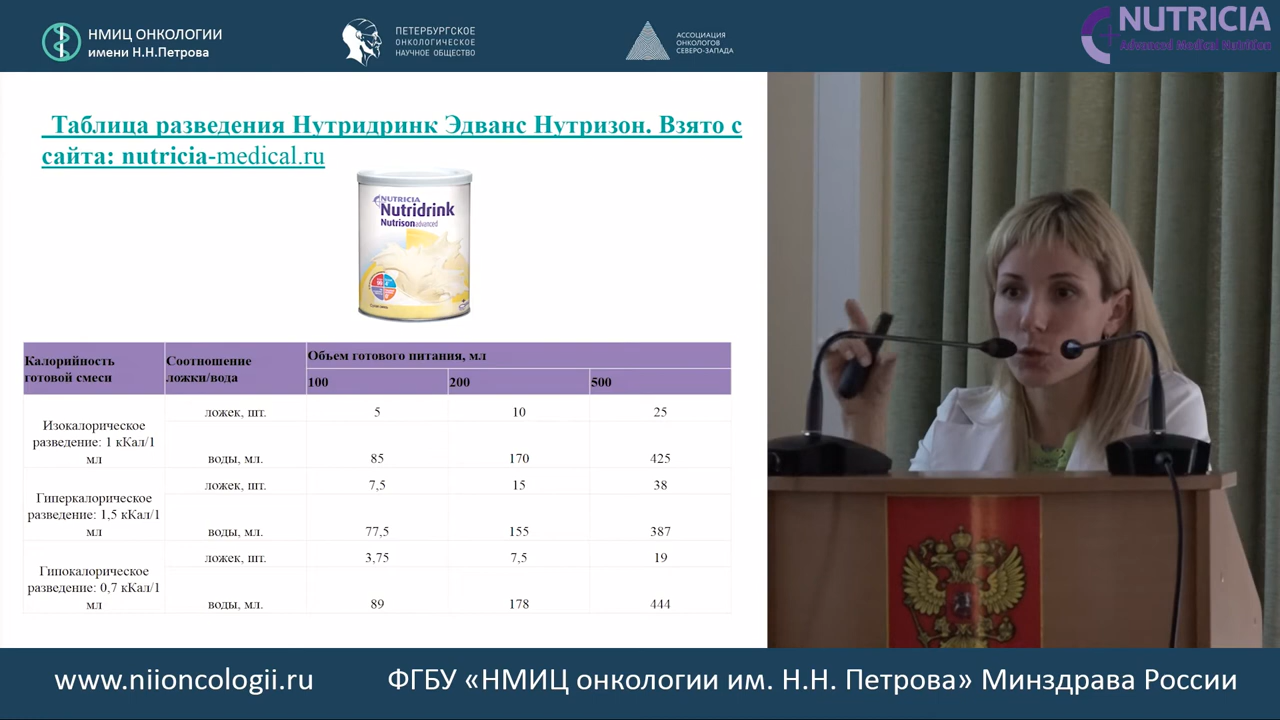 НМИЦ ОНКОЛОГИИ
имени Н.Н.Петрова
ПЕТЕРБУРГСКОЕ
ОНКОЛОГИЧЕСКОЕ
НАУЧНОЕ ОБЩЕСТВО
АССОЦИАЦИЯ
ОНКОЛОГОВ
СЕВЕРО-ЗАПАДА
NUTRICIA
Advanced Medical Nutrition
Таблица разведения Нутридринк Эдванс Нутризон. Взято с
сайта: nutricia-medical.ru
NUTRICIA
Nutridrink
Nutrison advanced
Калорийность
готовой смеси
Соотношение
ложки/вода
Объем готового питания, мл
100 200 500
Изокалорическое
разведение: 1 кКал/1
мл
ложек, шт. 5 10 25
воды, мл. 85 170 425
Гиперкалорическое
разведение: 1,5 кКал/1
мл
ложек, шт. 7,5 15 38
воды, мл. 77,5 155 387
Гипокалорическое
разведение: 0,7 кКал/1
мл
ложек, шт. 3,75 7,5 19
воды, мл. 89 178 444
www.niioncologii.ru ФГБУ «НМИЦ онкологии им. Н.Н. Петрова» Минздрава России